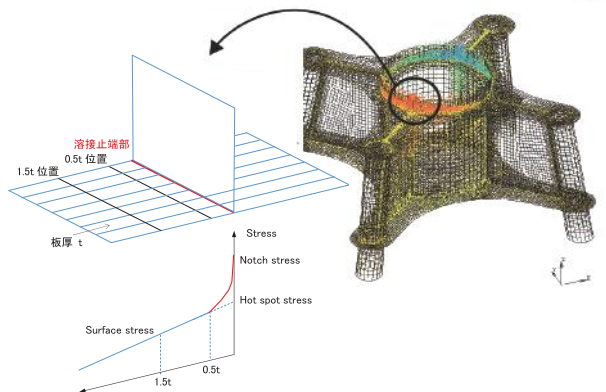 溶接止端部
0.5t 位置
1.5t 位置
板厚 t
Stress
Notch stress
Hot spot stress
Surface stress
0.5t
1.5t
Z
Y
X